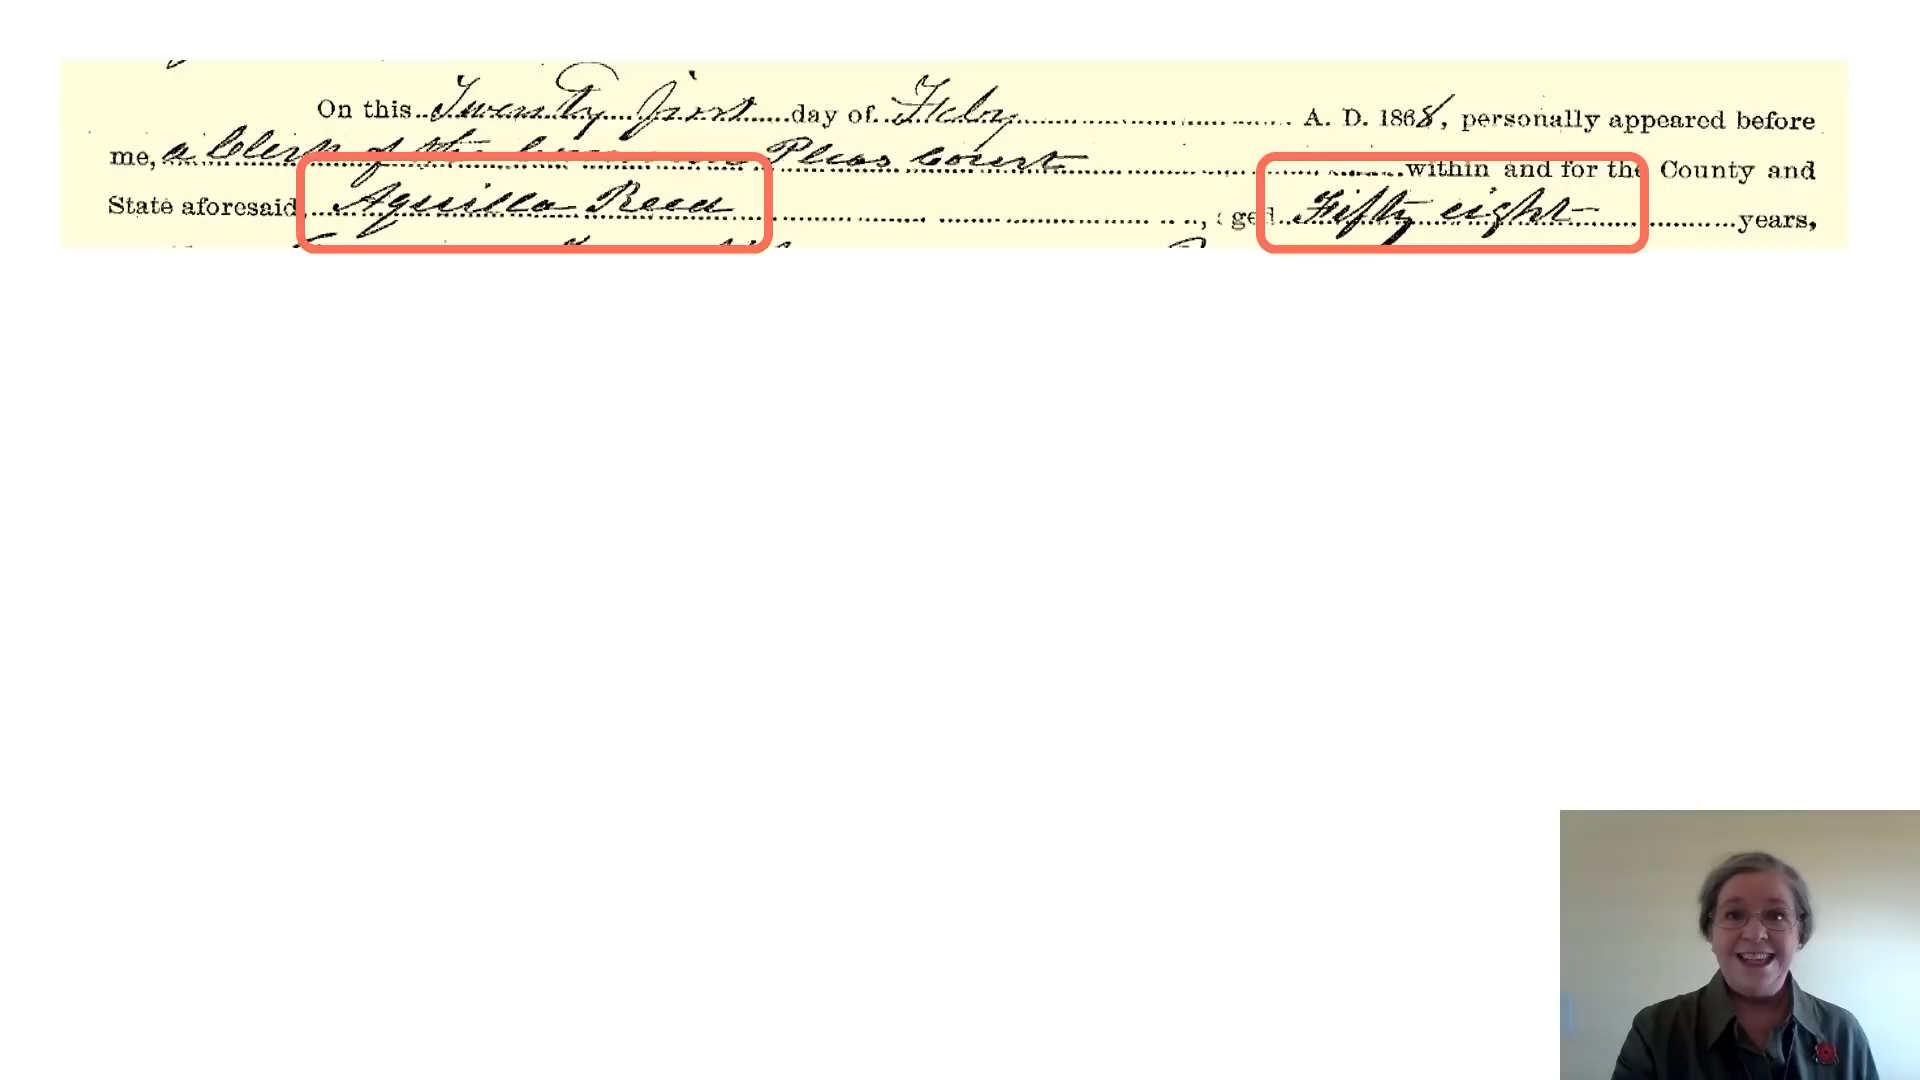 On this Twenty first day of Feby A. D. 1868, personally appeared before
me, a Clerk of the Common Pleas Court within and for the County and
State aforesaid, Aquilla Reed, aged Fifty eight years,